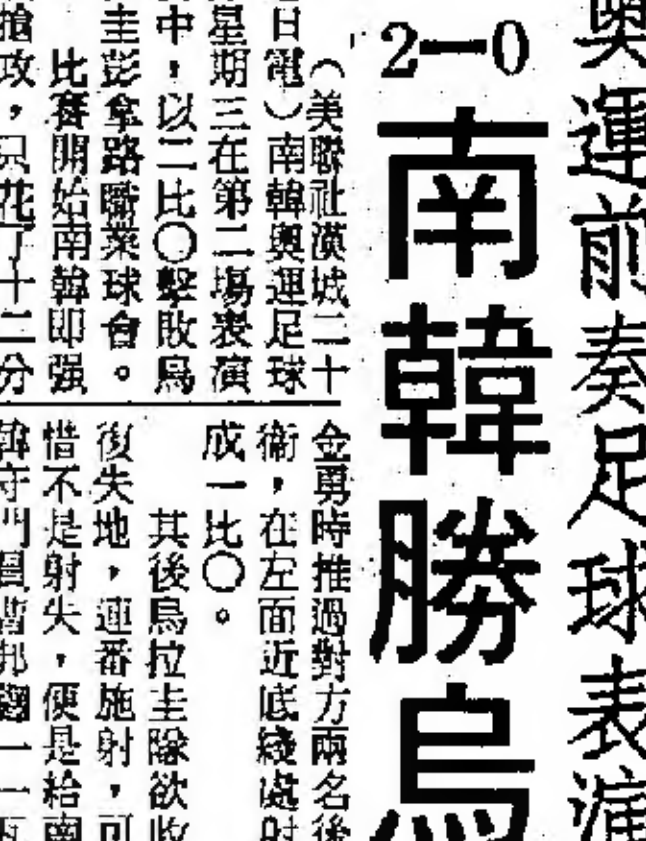 奧運前奏足球表演
2—0
南韓勝烏
（美聯社漢城二十
日電）南韓奧運足球
星期三在第二場表演
中，以二比〇擊敗烏
圭彭拿路職業球會。
比賽開始南韓即强
搶攻，只花了十二分
金勇時推過對方兩名後
衞，在左面近底綫處射
成一比〇。
其後烏拉圭隊欲收
復失地，連番施射，可
惜不是射失，便是給南
韓守門員